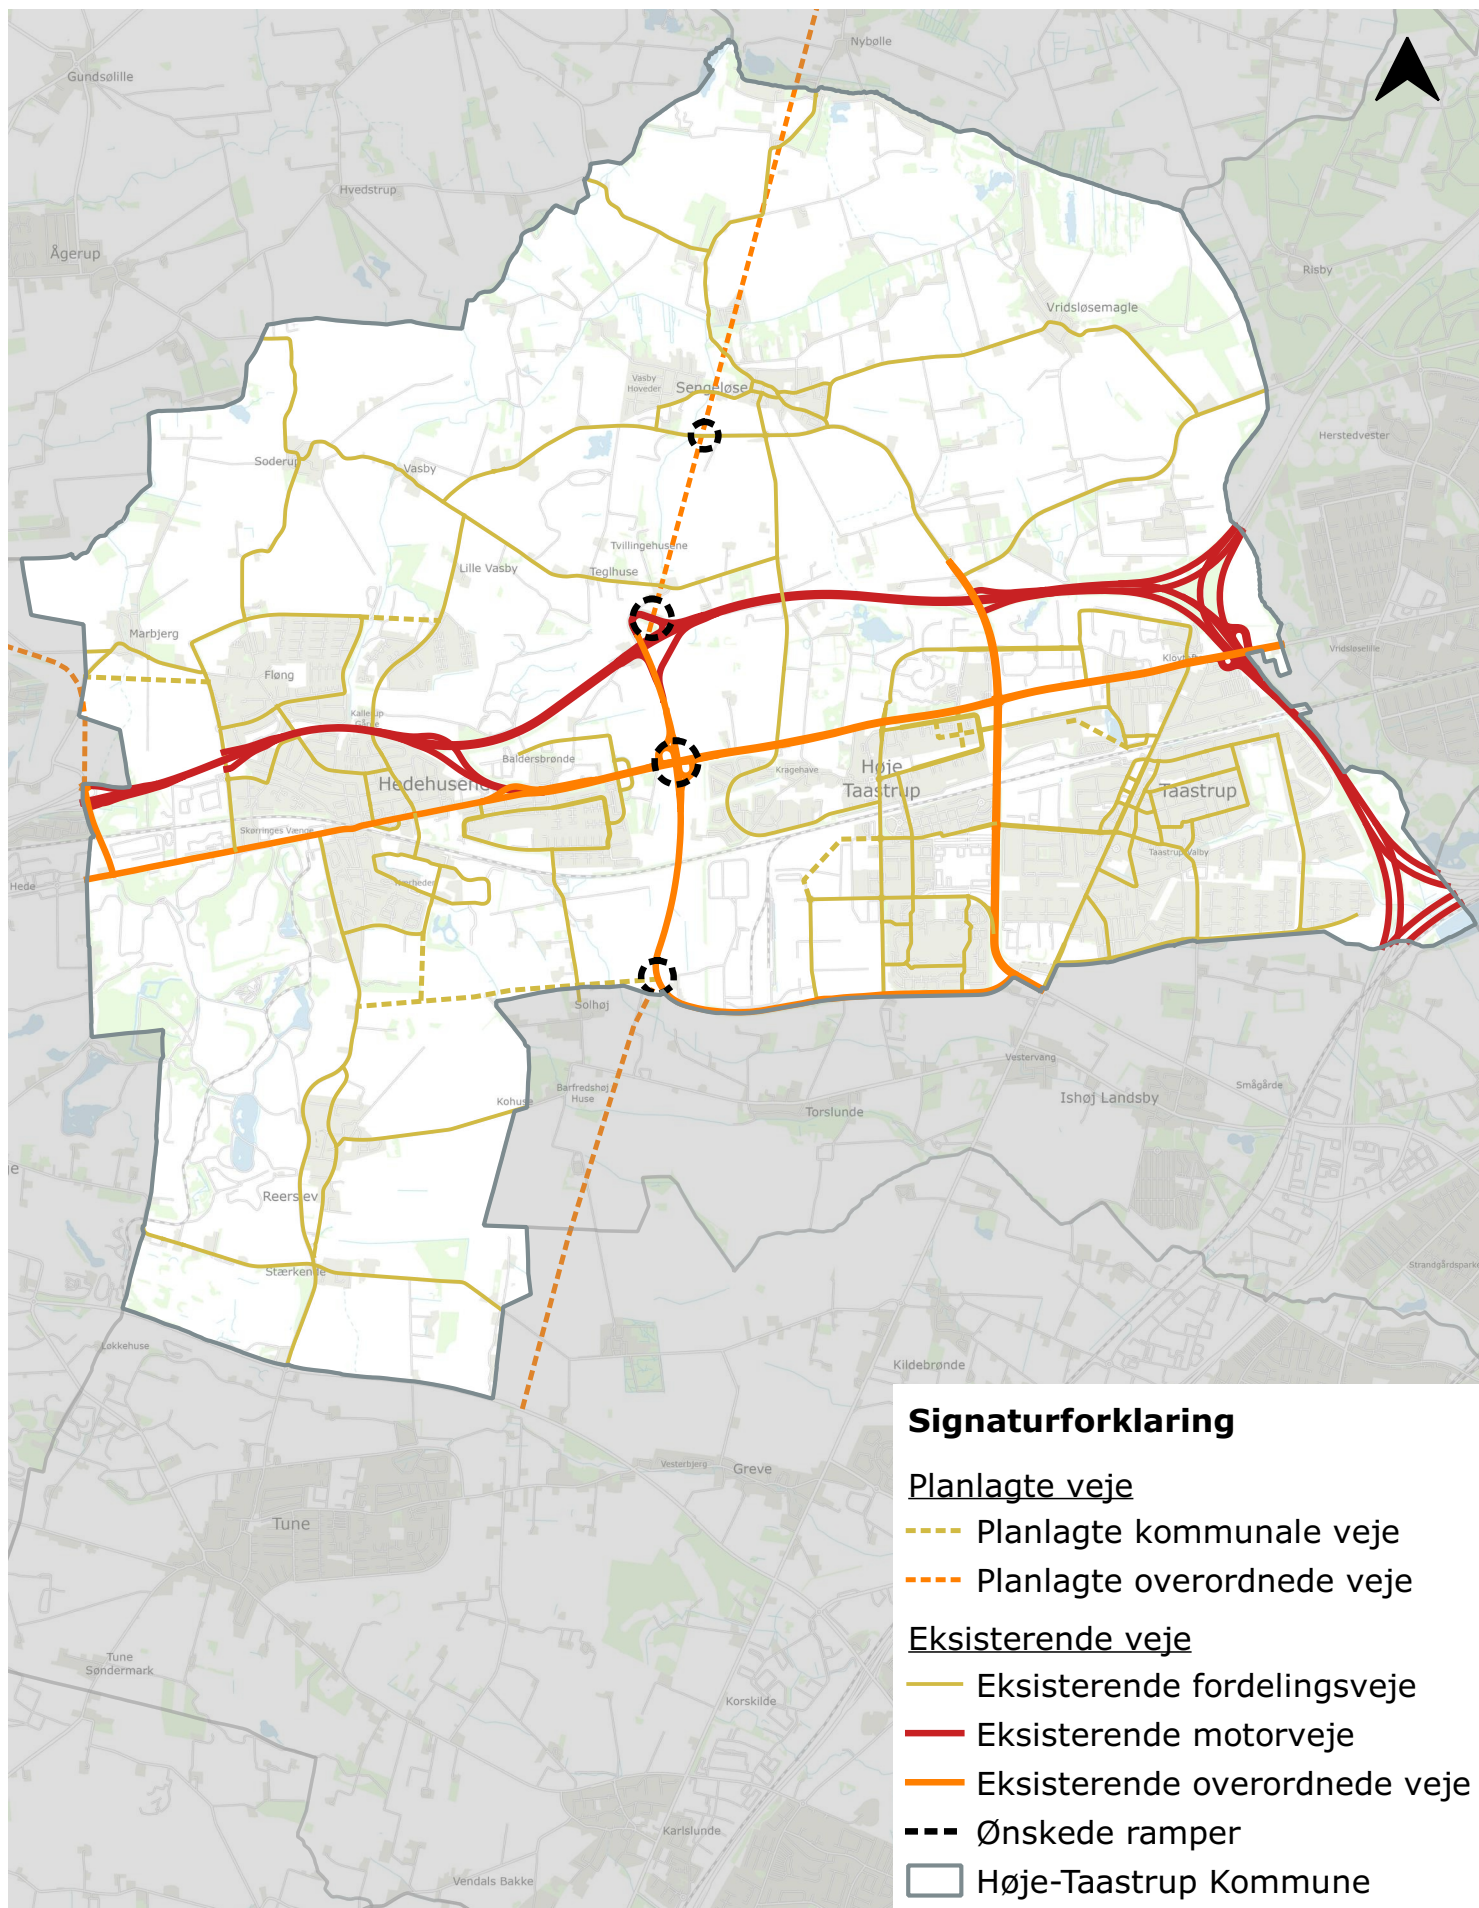 Nybølle
Gundsølille
Hvedstrup
Ågerup
Risby
Vridsløsemagle
Vasby
Hoveder
Sengeløse
Herstedvester
Soderup
Vasby
Tvillingehusene
Lille Vasby
Teglhuse
Marbjerg
Vridsløselille
Fløng
Kallerup
Gårde
Baldersbrønde
Kragehave
Høje
Taastrup
Hedehusene
Taastrup
Skørringes Vænge
Taastrup Valby
Hede
Solhøj
Vestervang
Barfredshøj
Huse
Smågårde
Kohuse
Ishøj Landsby
Torslunde
Reerslev
Stærkende
Strandgårdsparke
Løkkehuse
Kildebrønde
Vesterbjerg
Greve
Tune
Tune
Søndermark
Korskilde
Karlslunde
Vendals Bakke
Signaturforklaring
Planlagte veje
Planlagte kommunale veje
Planlagte overordnede veje
Eksisterende veje
Eksisterende fordelingsveje
Eksisterende motorveje
Eksisterende overordnede veje
Ønskede ramper
Høje-Taastrup Kommune